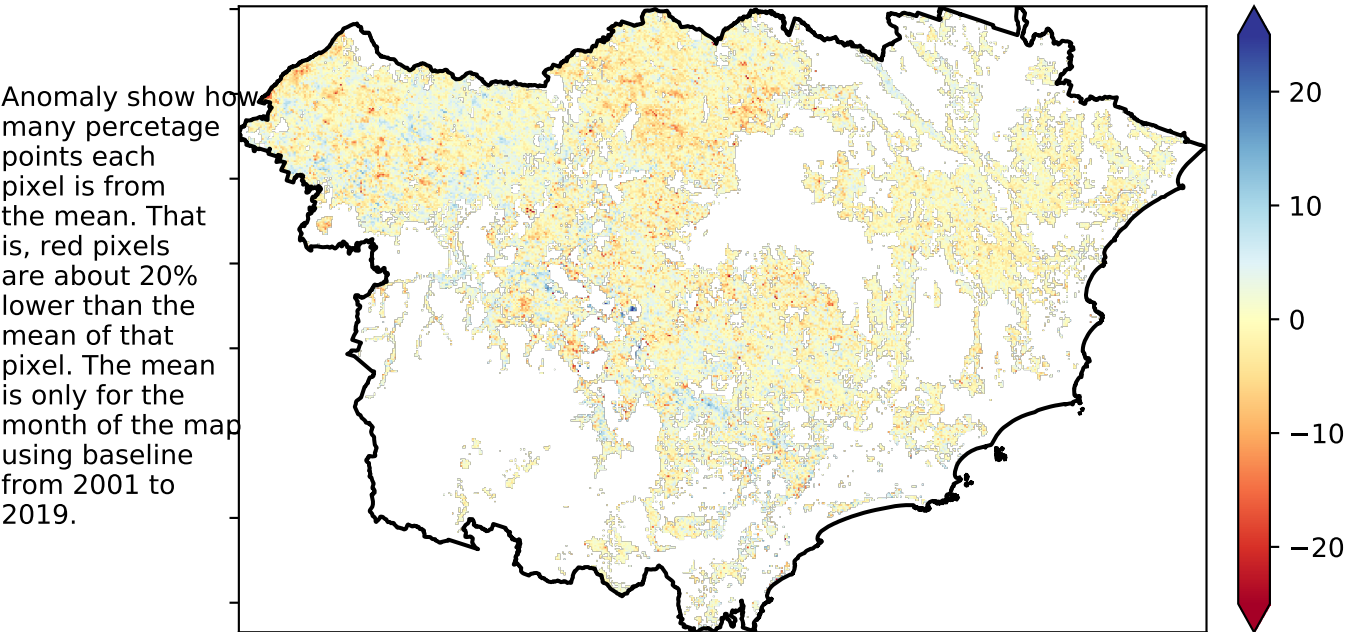 Anomaly show how
many percetage
points each
pixel is from
the mean. That
is, red pixels
are about 20%
lower than the
mean of that
pixel. The mean
is only for the
month of the map
using baseline
from 2001 to
2019.
20
10
0
−10
−20